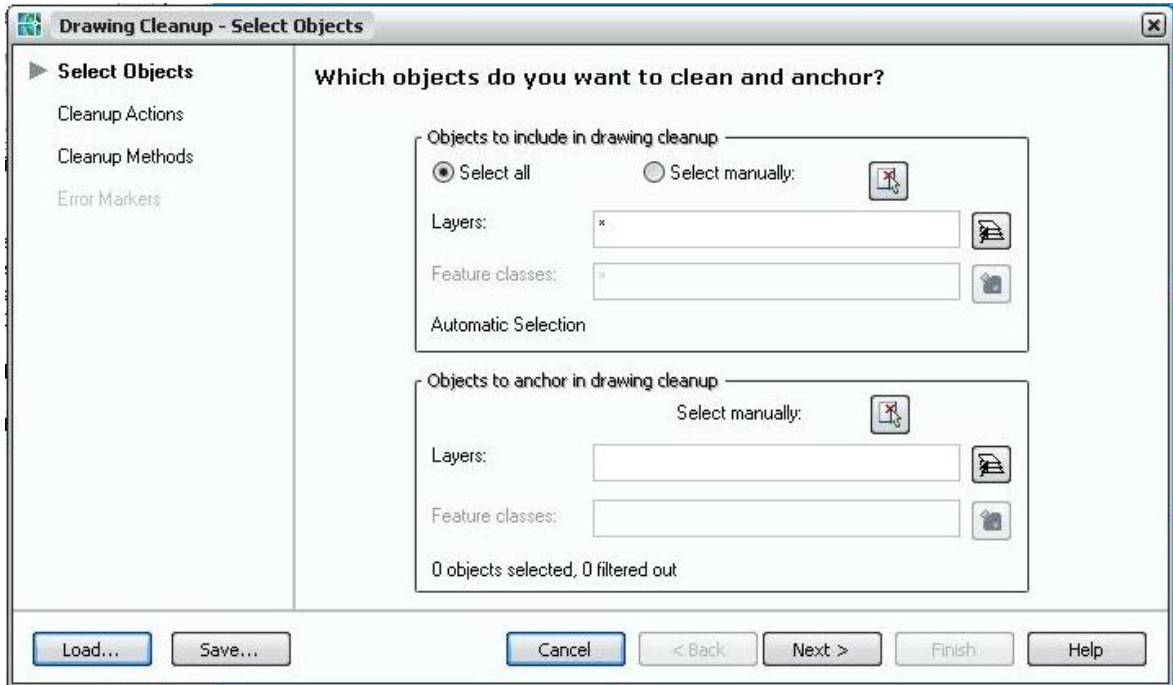 Drawing Cleanup - Select Objects
Select Objects
Cleanup Actions
Cleanup Methods
Error Markers
Which objects do you want to clean and anchor?
Objects to include in drawing cleanup
Select all Select manually:
Layers: *
Feature classes: *
Automatic Selection
Objects to anchor in drawing cleanup
Select manually:
Layers:
Feature classes:
0 objects selected, 0 filtered out
Load... Save... Cancel < Back Next > Finish Help